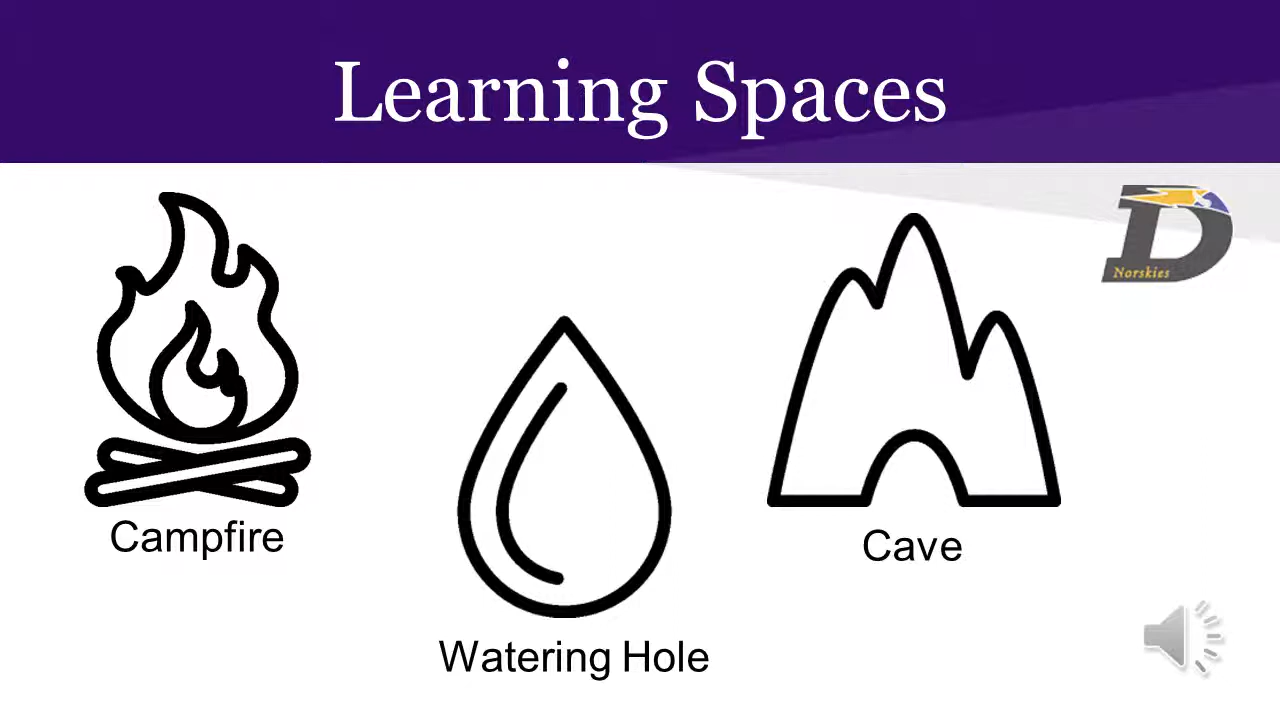 Learning Spaces
Norskies
Campfire
Cave
Watering Hole